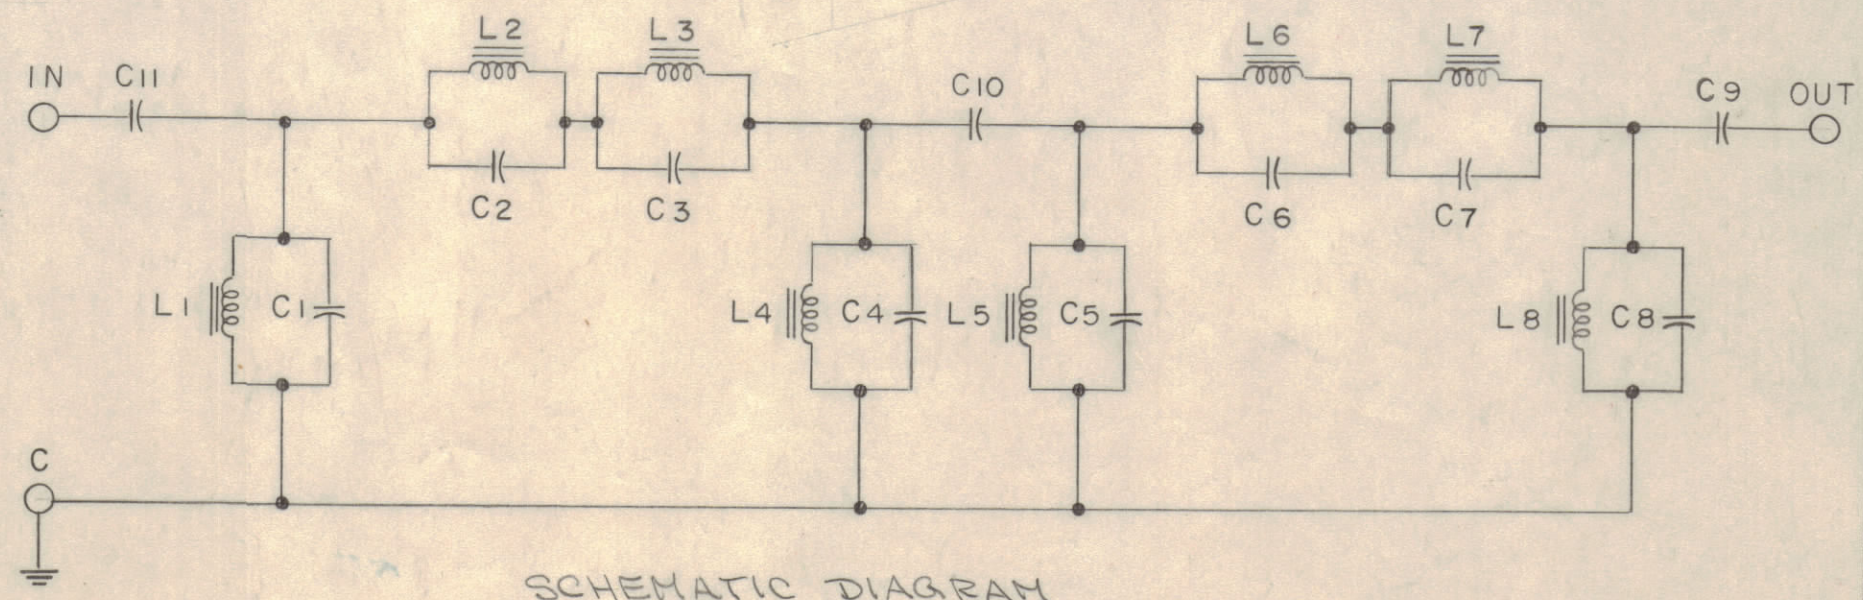 L2 L3 L6 L7
IN C11 C10 C9 OUT
C2 C3 C6 C7
L1 C1 L4 C4 L5 C5 L8 C8
C
SCHEMATIC DIAGRAM